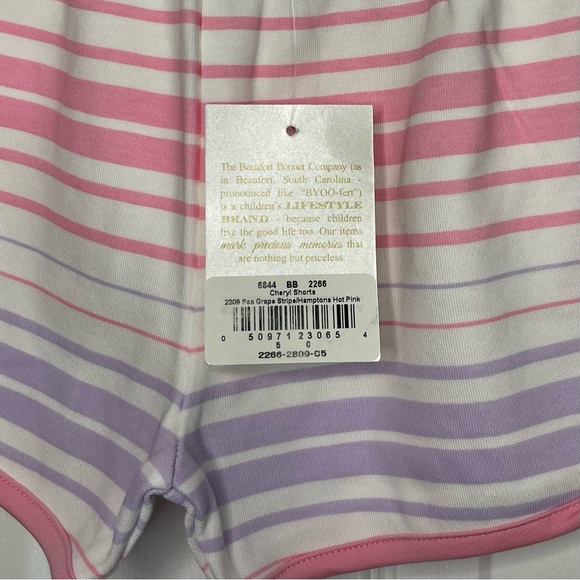 The Beaufort Bonnet Company (as
in Beaufort, South Carolina -
pronounced like "BYOO-fert")
is a children's LIFESTYLE
BRAND - because children
live the good life too. Our items
mark precious memories that
are nothing but priceless.
6844 BB 2266
Cheryl Shorts
2809 Sea Grape Stripe/Hamptons Hot Pink
0 50971 23065 4
5 0
2266-2809-C5